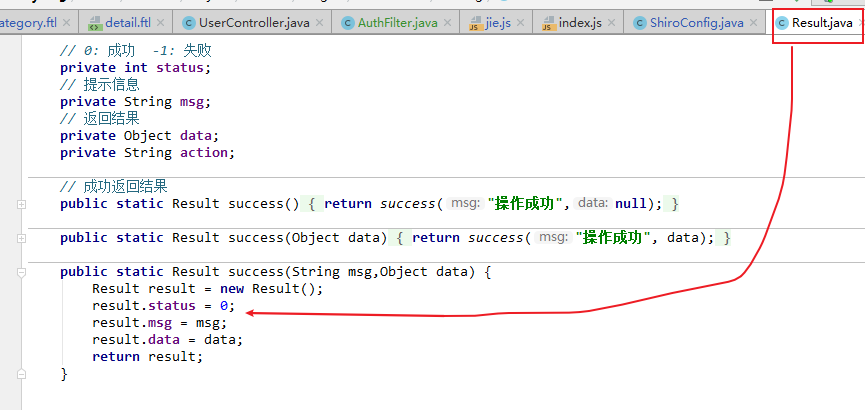 ategory.ftl detail.ftl UserController.java AuthFilter.java jie.js index.js ShiroConfig.java Result.java
// 0: 成功  -1: 失败
private int status;
// 提示信息
private String msg;
// 返回结果
private Object data;
private String action;
// 成功返回结果
public static Result success() { return success( msg: "操作成功", data: null); }
public static Result success(Object data) { return success( msg: "操作成功", data); }
public static Result success(String msg,Object data) {
Result result = new Result();
result.status = 0;
result.msg = msg;
result.data = data;
return result;
}